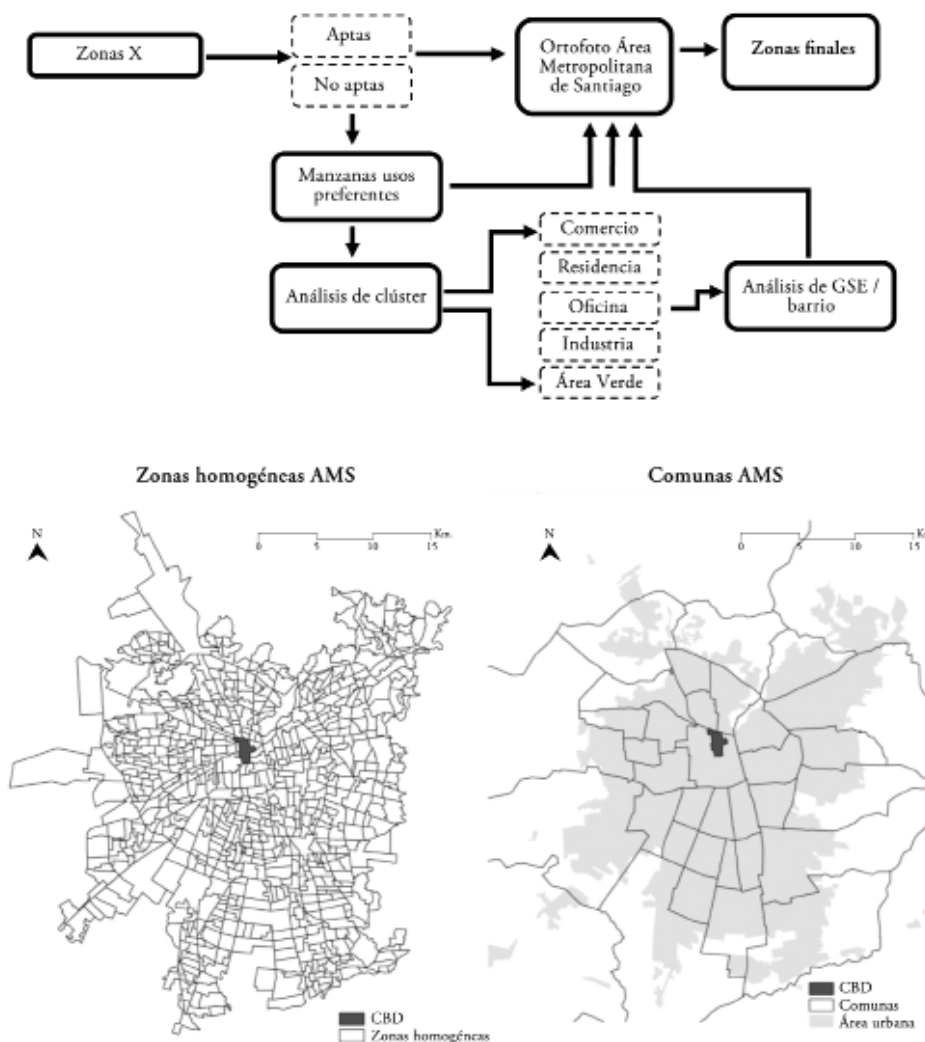 Zonas X
Aptas
No aptas
Ortofoto Área
Metropolitana
de Santiago
Zonas finales
Manzanas usos
preferentes
Análisis de clúster
Comercio
Residencia
Oficina
Industria
Área Verde
Análisis de GSE /
barrio
Zonas homogéneas AMS
N
Km.
0 5 10 15
CBD
Zonas homogéneas
Comunas AMS
N
0 5 10 15
CBD
Comunas
Área urbana